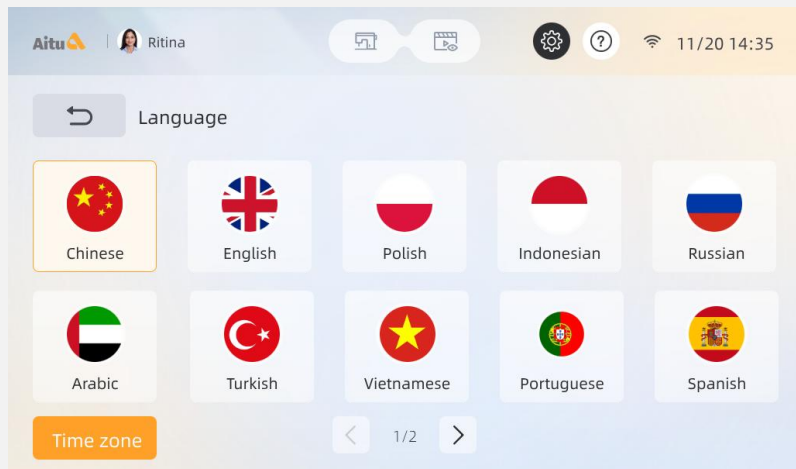 Aitu
Ritina
11/20 14:35
Language
Chinese
English
Polish
Indonesian
Russian
Arabic
Turkish
Vietnamese
Portuguese
Spanish
Time zone
1/2